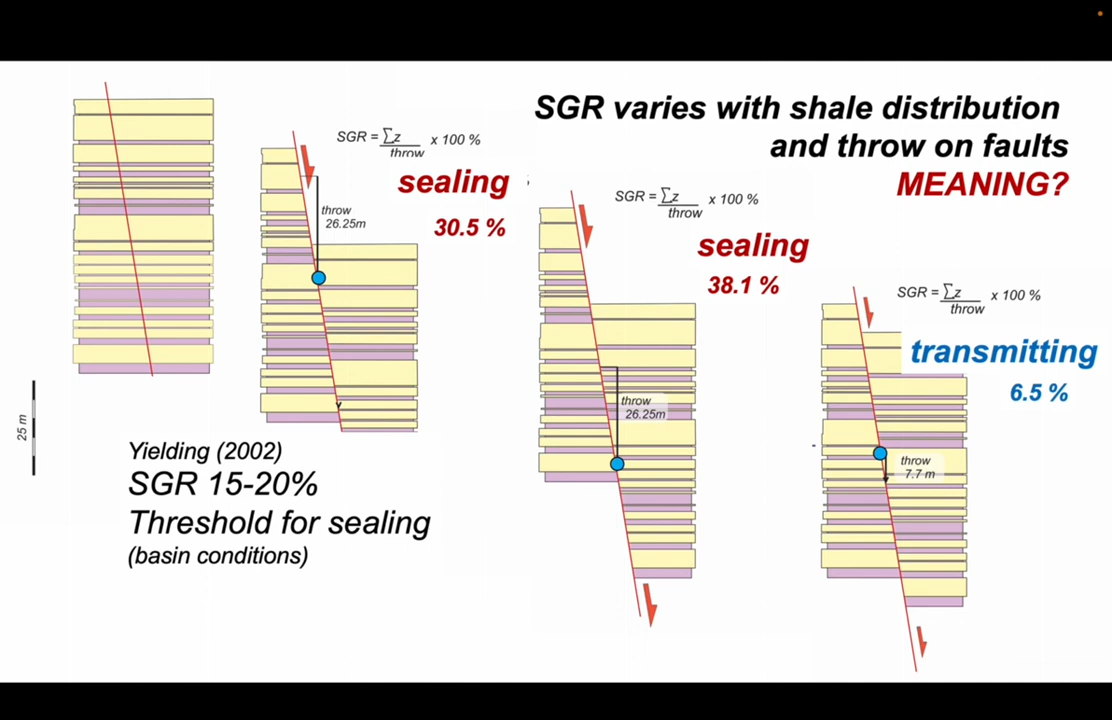 SGR varies with shale distribution
and throw on faults
MEANING?
SGR = ∑z x 100 %
throw
sealing
30.5 %
throw
26.25m
SGR = ∑z x 100 %
throw
sealing
38.1 %
throw
26.25m
SGR = ∑z x 100 %
throw
transmitting
6.5 %
throw
7.7 m
25 m
Yielding (2002)
SGR 15-20%
Threshold for sealing
(basin conditions)